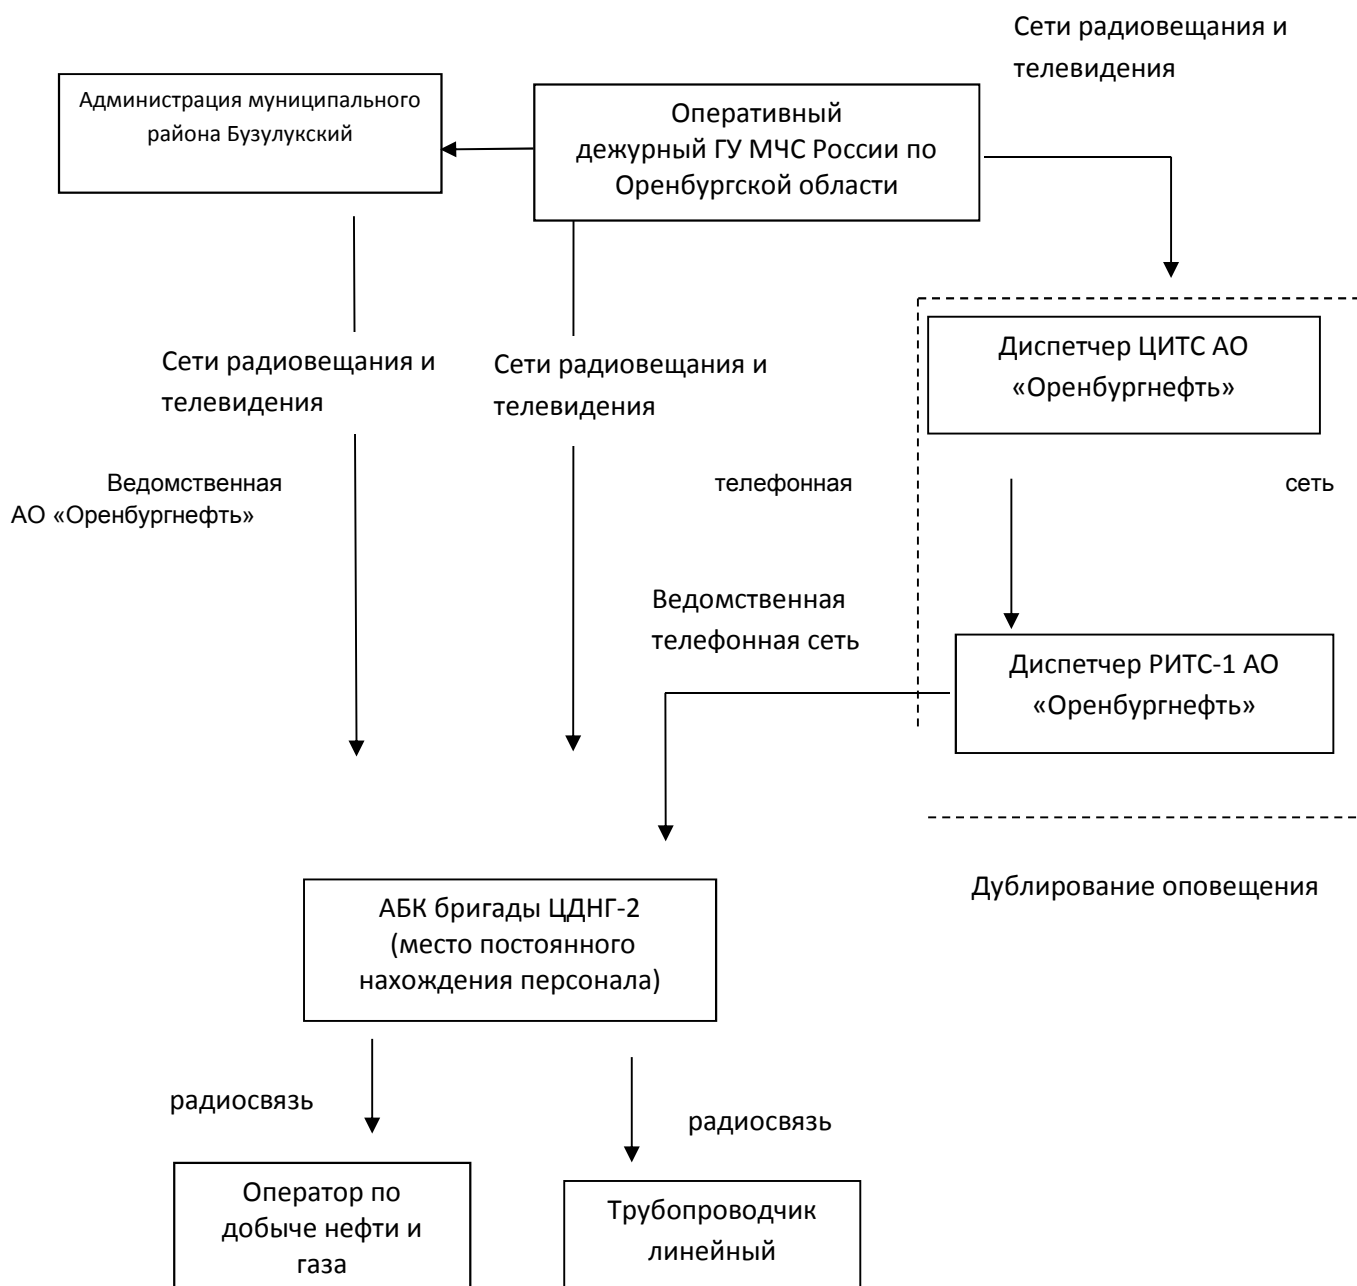 Сети радиовещания и
телевидения
Администрация муниципального
района Бузулукский
Оперативный
дежурный ГУ МЧС России по
Оренбургской области
Сети радиовещания и
телевидения
Сети радиовещания и
телевидения
Диспетчер ЦИТС АО
«Оренбургнефть»
Ведомственная телефонная сеть
АО «Оренбургнефть»
Ведомственная
телефонная сеть
Диспетчер РИТС-1 АО
«Оренбургнефть»
Дублирование оповещения
АБК бригады ЦДНГ-2
(место постоянного
нахождения персонала)
радиосвязь
радиосвязь
Оператор по
добыче нефти и
газа
Трубопроводчик
линейный